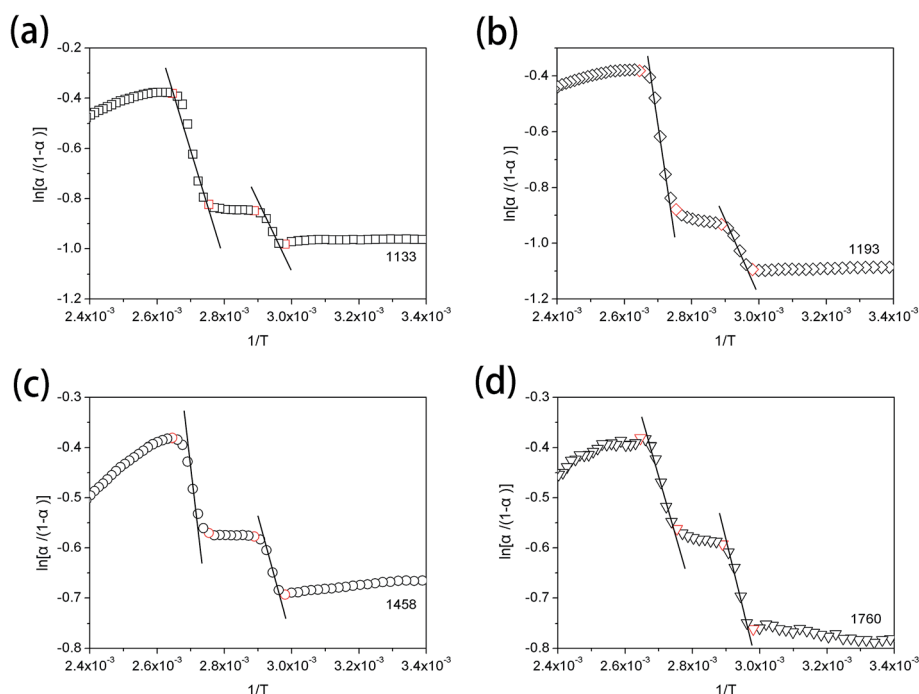 (a)
-0.2
-0.4
-0.6
-0.8
-1.0
-1.2
ln[α /(1-α )]
1133
2.4x10⁻³ 2.6x10⁻³ 2.8x10⁻³ 3.0x10⁻³ 3.2x10⁻³ 3.4x10⁻³
1/T
(b)
-0.4
-0.6
-0.8
-1.0
-1.2
ln[α /(1-α )]
1193
2.4x10⁻³ 2.6x10⁻³ 2.8x10⁻³ 3.0x10⁻³ 3.2x10⁻³ 3.4x10⁻³
1/T
(c)
-0.3
-0.4
-0.5
-0.6
-0.7
-0.8
ln[α /(1-α )]
1458
2.4x10⁻³ 2.6x10⁻³ 2.8x10⁻³ 3.0x10⁻³ 3.2x10⁻³ 3.4x10⁻³
1/T
(d)
-0.3
-0.4
-0.5
-0.6
-0.7
-0.8
ln[α /(1-α )]
1760
2.4x10⁻³ 2.6x10⁻³ 2.8x10⁻³ 3.0x10⁻³ 3.2x10⁻³ 3.4x10⁻³
1/T